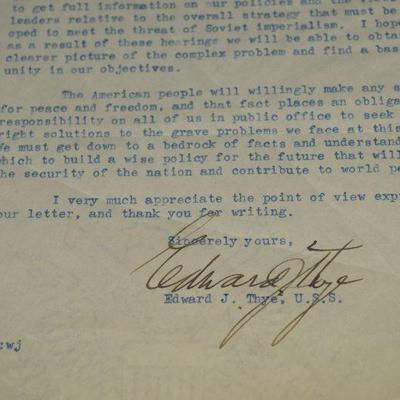 to get full information on our policies and the
leaders relative to the overall strategy that must be
oped to meet the threat of Soviet imperialism. I hope
as a result of these hearings we will be able to obta
clearer picture of the complex problem and find a bas
unity in our objectives.
The American people will willingly make any s
for peace and freedom, and that fact places an oblig
responsibility on all of us in public office to seek
right solutions to the grave problems we face at this
We must get down to a bedrock of facts and understand
which to build a wise policy for the future that will
the security of the nation and contribute to world pe
I very much appreciate the point of view exp
our letter, and thank you for writing.
Sincerely yours,
Edward J. Thye
Edward J. Thye, U.S.S.
:wj